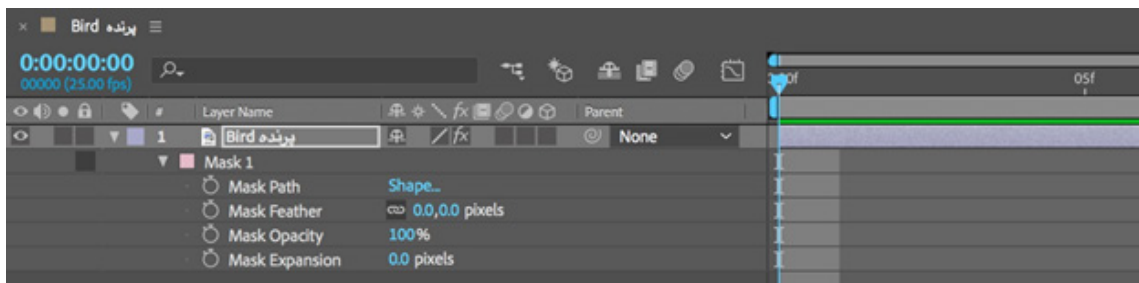 Bird پرنده
0:00:00:00
00000 (25.00 fps)
05f
# Layer Name Parent
1 Bird پرنده fx None
Mask 1
Mask Path Shape...
Mask Feather 0.0,0.0 pixels
Mask Opacity 100%
Mask Expansion 0.0 pixels